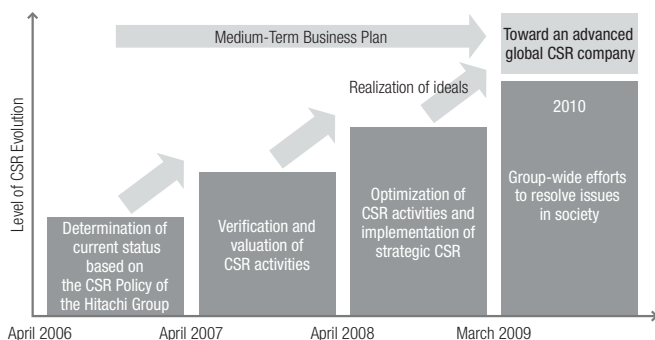 Medium-Term Business Plan
Toward an advanced
global CSR company
Realization of ideals
2010
Level of CSR Evolution
Determination of
current status
based on
the CSR Policy of
the Hitachi Group
Verification and
valuation of
CSR activities
Optimization of
CSR activities and
implementation of
strategic CSR
Group-wide efforts
to resolve issues
in society
April 2006
April 2007
April 2008
March 2009